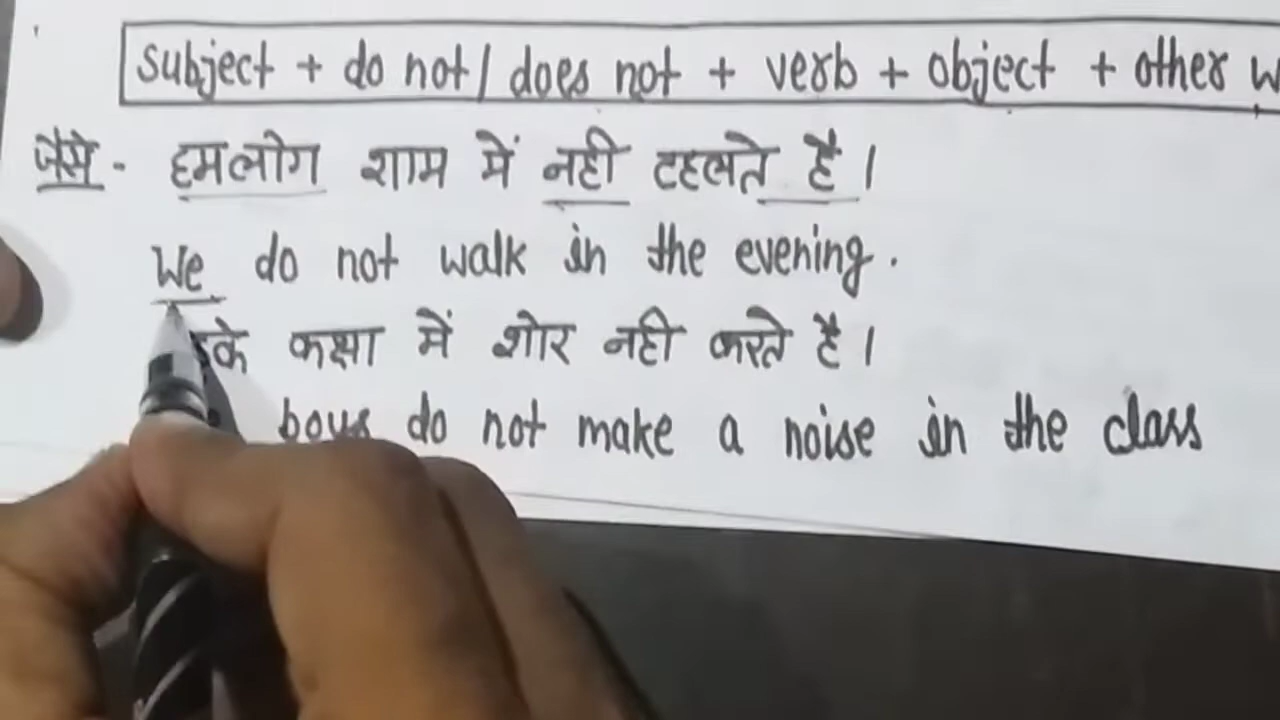 subject + do not / does not + verb + object + other
जैसे - हमलोग शाम में नही टहलते है।
We do not walk in the evening.
कक्षा में शोर नही करते है।
boys do not make a noise in the class